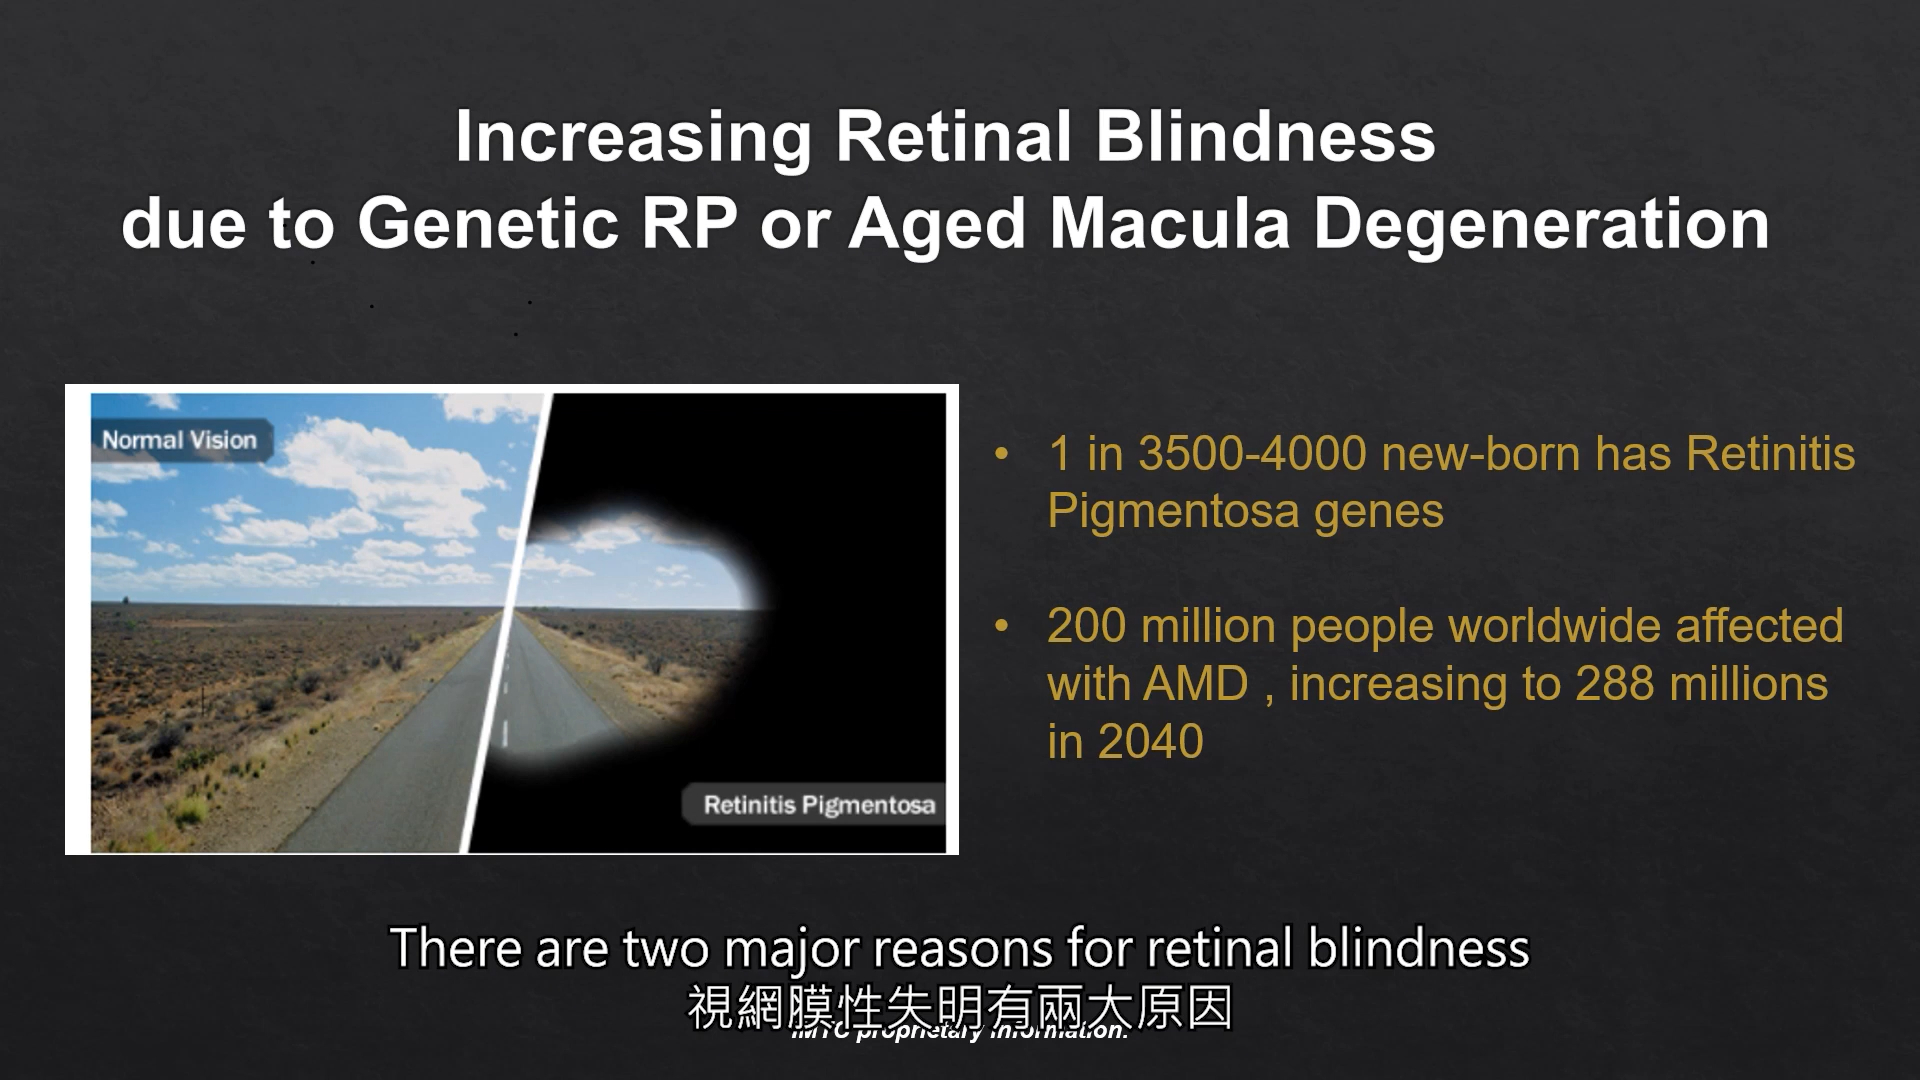 Increasing Retinal Blindness
due to Genetic RP or Aged Macula Degeneration
Normal Vision
Retinitis Pigmentosa
• 1 in 3500-4000 new-born has Retinitis
Pigmentosa genes
• 200 million people worldwide affected
with AMD , increasing to 288 millions
in 2040
There are two major reasons for retinal blindness
視網膜性失明有兩大原因
proprietary information.